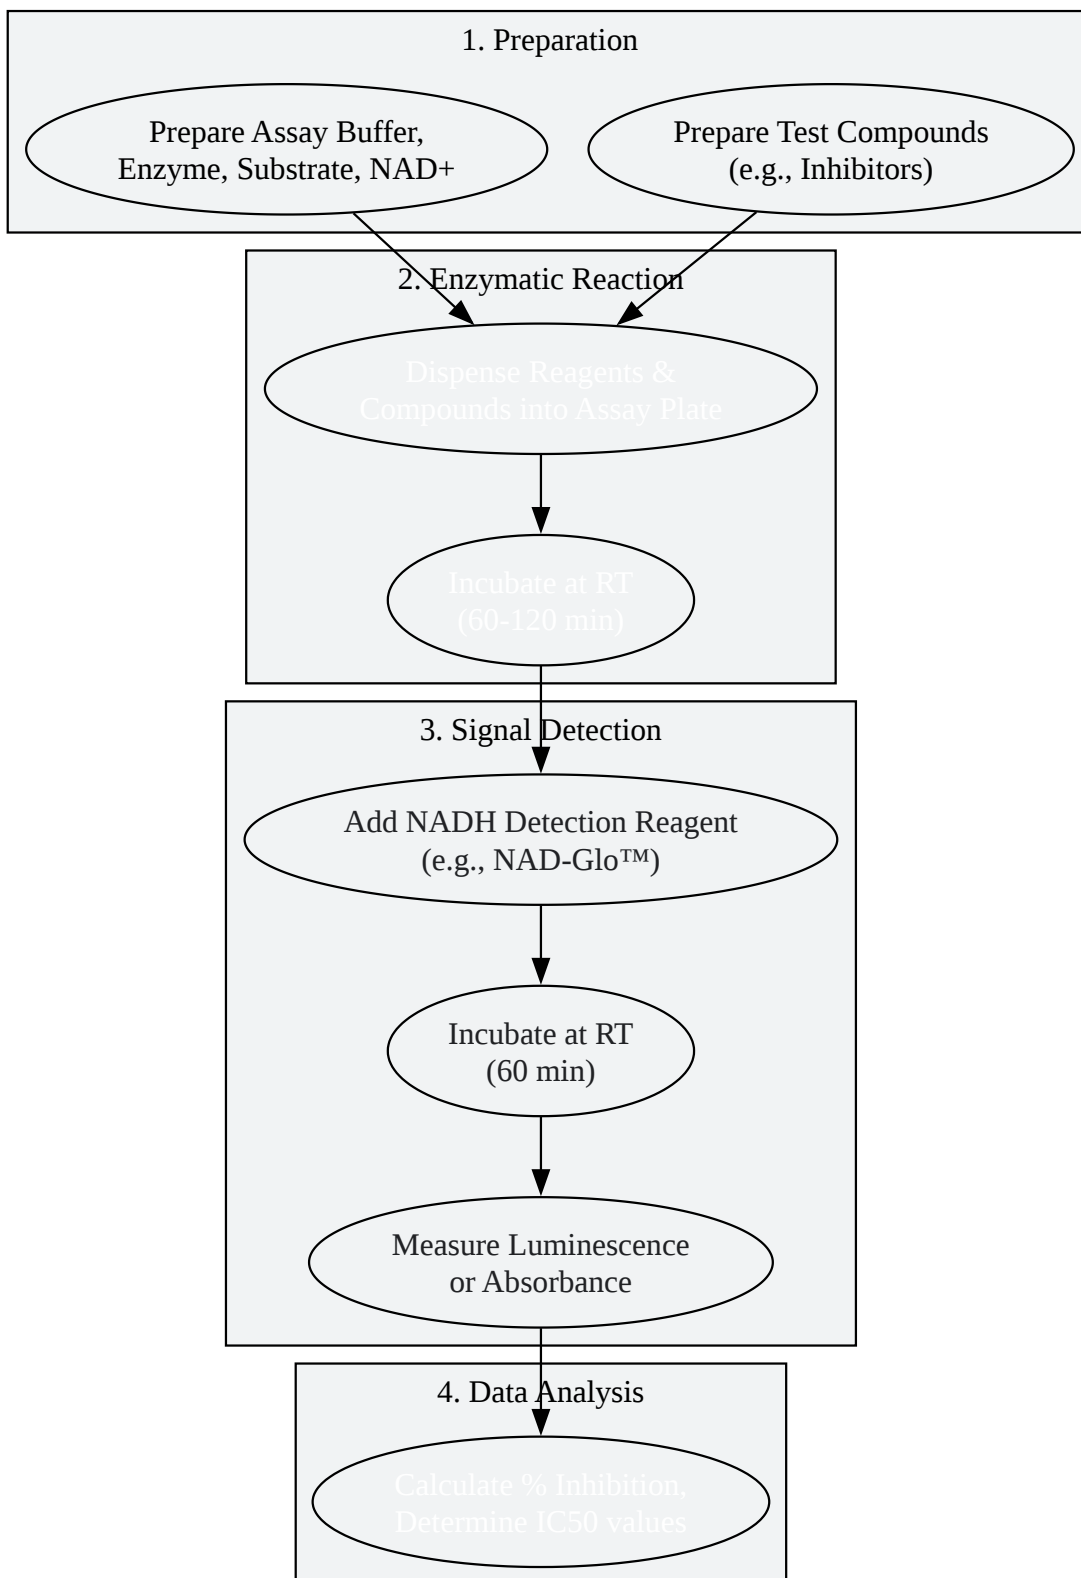 1. Preparation
Prepare Assay Buffer,
Enzyme, Substrate, NAD+
Prepare Test Compounds
(e.g., Inhibitors)
2. Enzymatic Reaction
Dispense Reagents &
Compounds into Assay Plate
Incubate at RT
(60-120 min)
3. Signal Detection
Add NADH Detection Reagent
(e.g., NAD-Glo™)
Incubate at RT
(60 min)
Measure Luminescence
or Absorbance
4. Data Analysis
Calculate % Inhibition,
Determine IC50 values